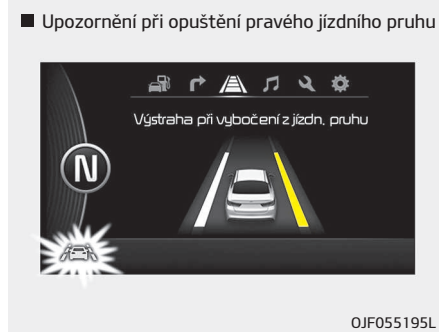 ■ Upozornění při opuštění pravého jízdního pruhu
Výstraha při vybočení z jízdn. pruhu
N
OJF055195L